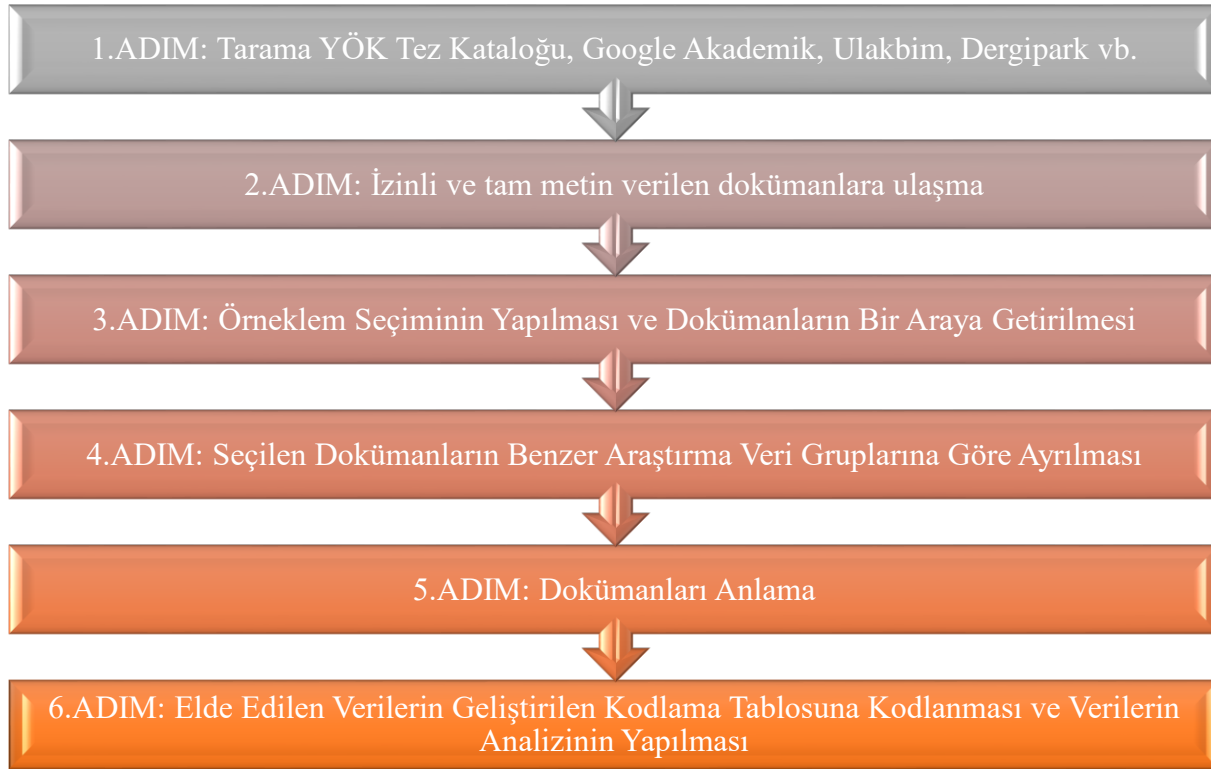 1.ADIM: Tarama YÖK Tez Kataloğu, Google Akademik, Ulakbim, Dergipark vb.
2.ADIM: İzinli ve tam metin verilen dokümanlara ulaşma
3.ADIM: Örneklem Seçiminin Yapılması ve Dokümanların Bir Araya Getirilmesi
4.ADIM: Seçilen Dokümanların Benzer Araştırma Veri Gruplarına Göre Ayrılması
5.ADIM: Dokümanları Anlama
6.ADIM: Elde Edilen Verilerin Geliştirilen Kodlama Tablosuna Kodlanması ve Verilerin
Analizinin Yapılması